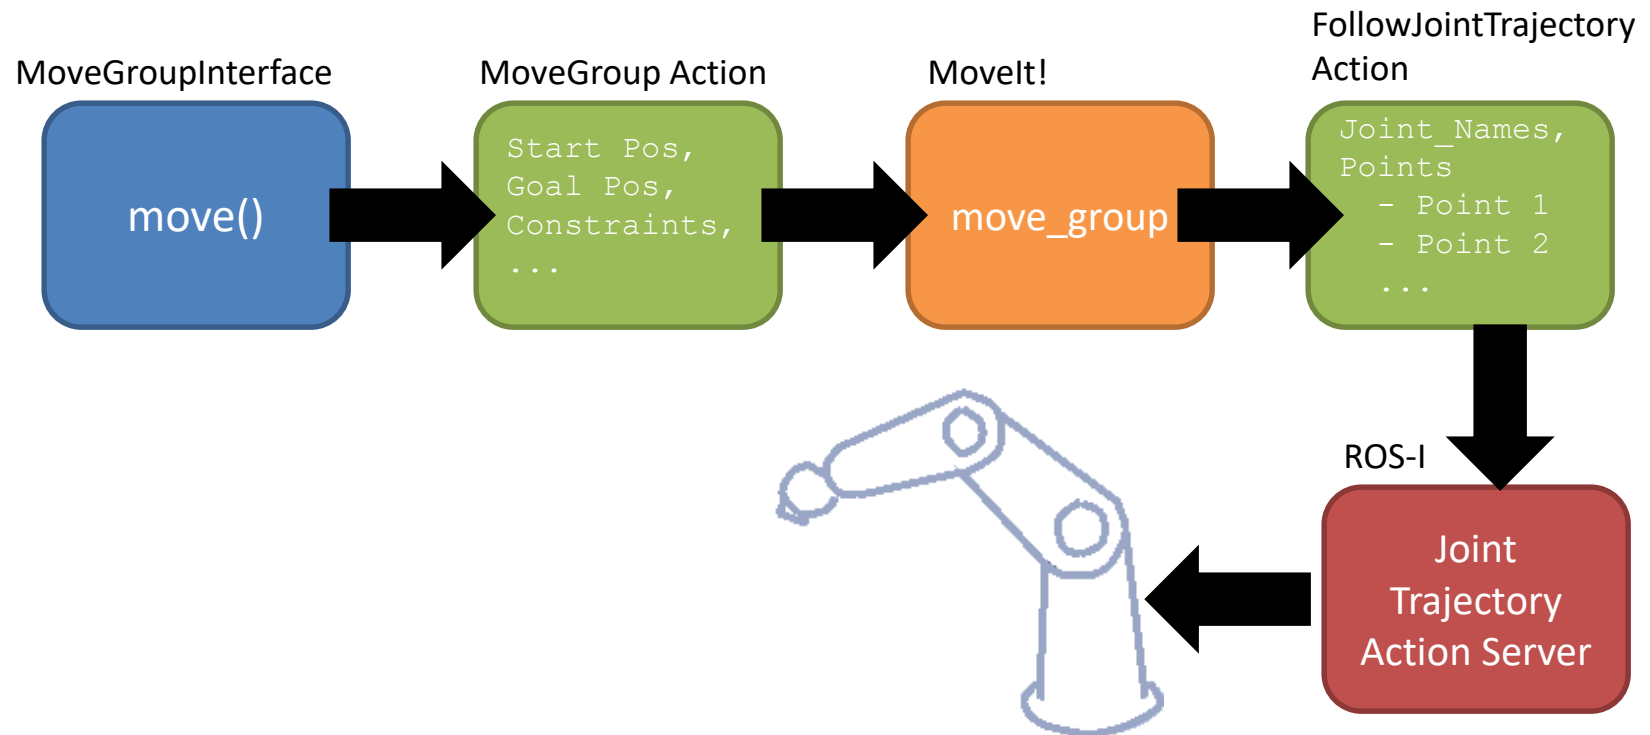 MoveGroupInterface
move()
MoveGroup Action
Start Pos,
Goal Pos,
Constraints,
...
MoveIt!
move_group
FollowJointTrajectory
Action
Joint_Names,
Points
- Point 1
- Point 2
...
ROS-I
Joint
Trajectory
Action Server